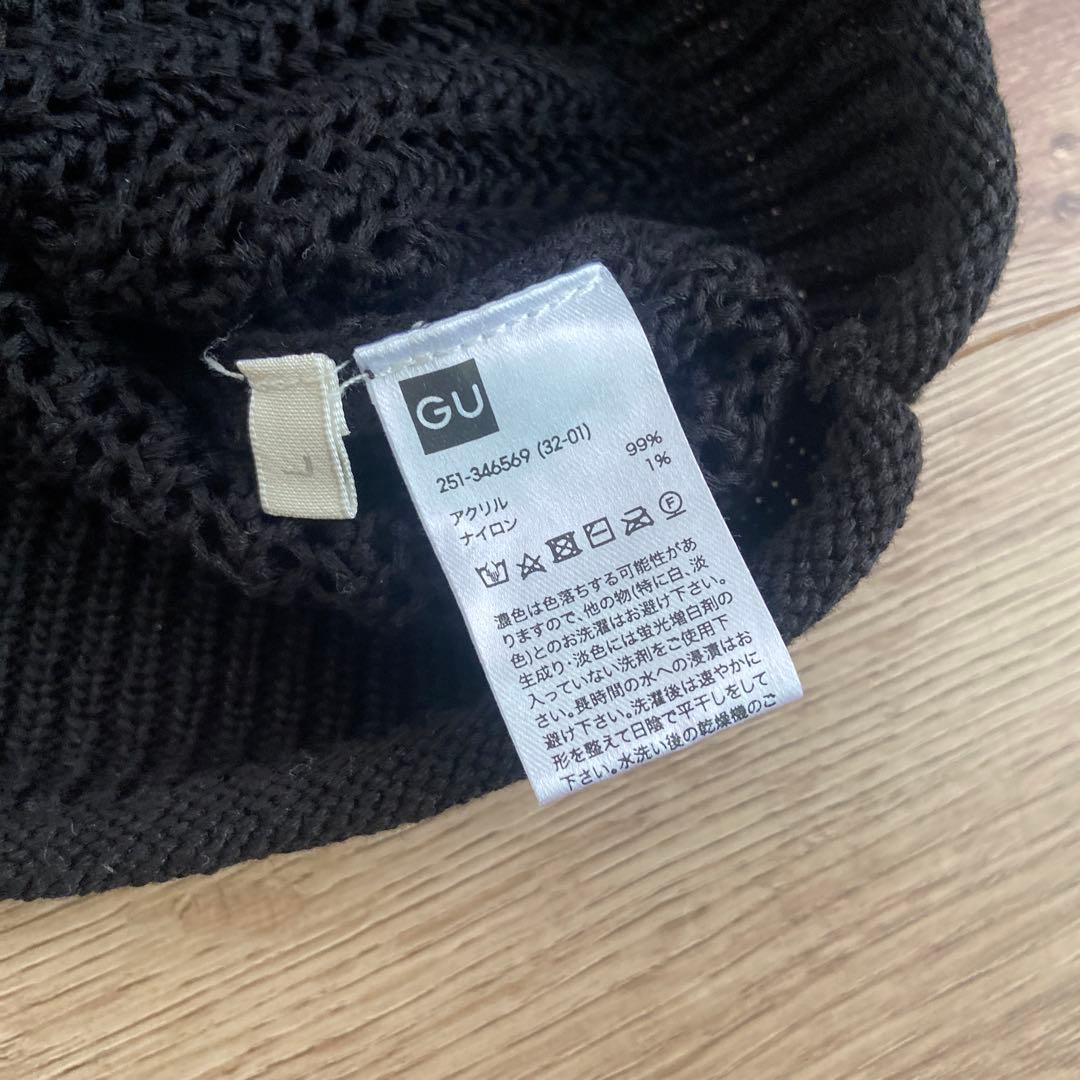 L
GU
251-346569 (32-01)
アクリル 99%
ナイロン 1%
F
濃色は色落ちする可能性があ
りますので、他の物(特に白、淡
色)とのお洗濯はお避け下さい。
生成り・淡色には蛍光増白剤の
入っていない洗剤をご使用下
さい。長時間の水への浸漬はお
避け下さい。洗濯後は速やかに
形を整えて日陰で平干しをして
下さい。水洗い後の乾燥機のご